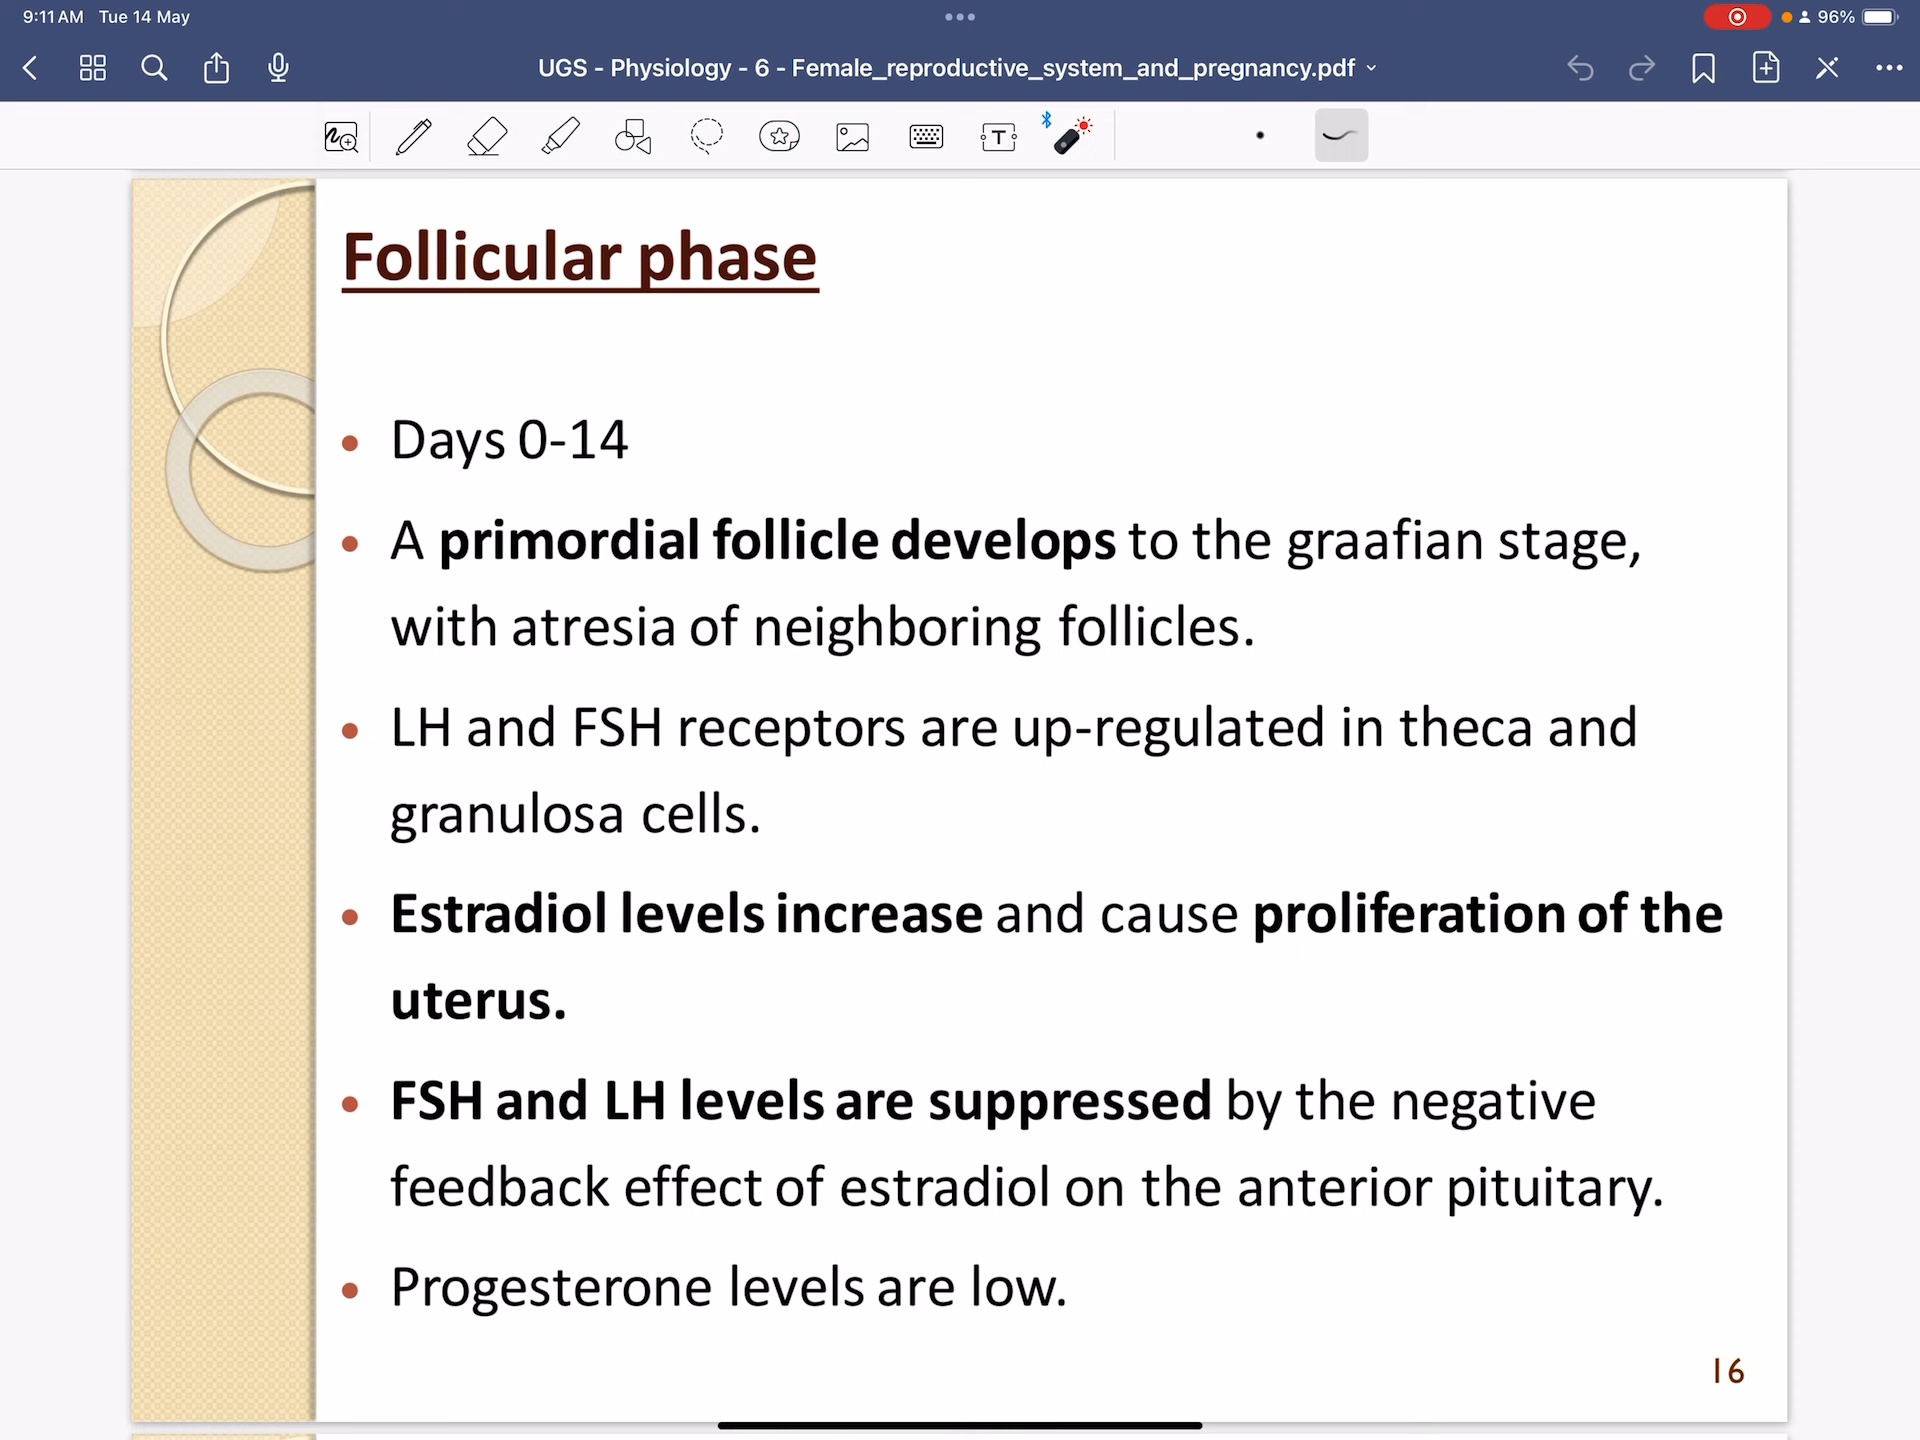 9:11 AM Tue 14 May
96%
UGS - Physiology - 6 - Female_reproductive_system_and_pregnancy.pdf
T
Follicular phase
• Days 0-14
• A primordial follicle develops to the graafian stage,
with atresia of neighboring follicles.
• LH and FSH receptors are up-regulated in theca and
granulosa cells.
• Estradiol levels increase and cause proliferation of the
uterus.
• FSH and LH levels are suppressed by the negative
feedback effect of estradiol on the anterior pituitary.
• Progesterone levels are low.
16